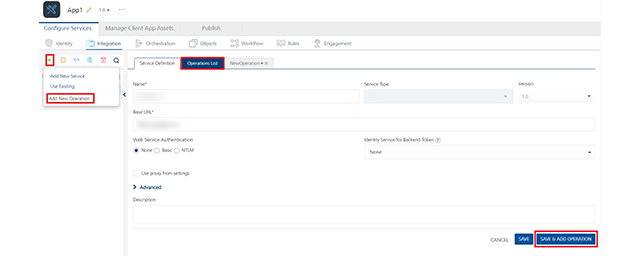 App1 1.0
Configure Services Manage Client App Assets Publish
Identity Integration Orchestration Objects Workflow Rules Engagement
Add New Service
Use Existing
Add New Operation
Service Definition Operations List NewOperation
Name* Service Type Version
1.0
Base URL*
Web Service Authentication Identity Service for Backend Token [?]
None Basic NTLM None
Use proxy from settings
Advanced
Description
CANCEL SAVE SAVE & ADD OPERATION